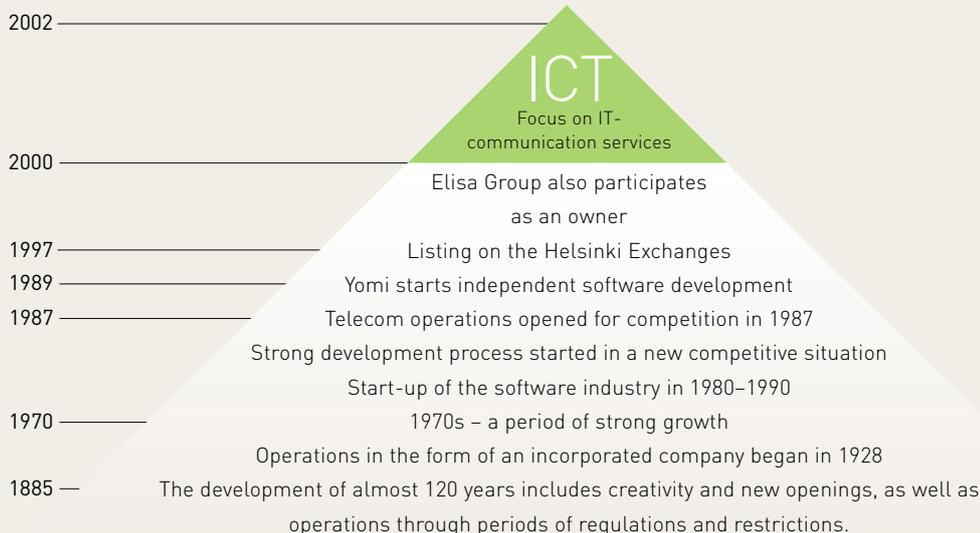 2002
ICT
Focus on IT-
communication services
2000
Elisa Group also participates
as an owner
1997 Listing on the Helsinki Exchanges
1989 Yomi starts independent software development
1987 Telecom operations opened for competition in 1987
Strong development process started in a new competitive situation
Start-up of the software industry in 1980–1990
1970 1970s – a period of strong growth
Operations in the form of an incorporated company began in 1928
1885 The development of almost 120 years includes creativity and new openings, as well as
operations through periods of regulations and restrictions.